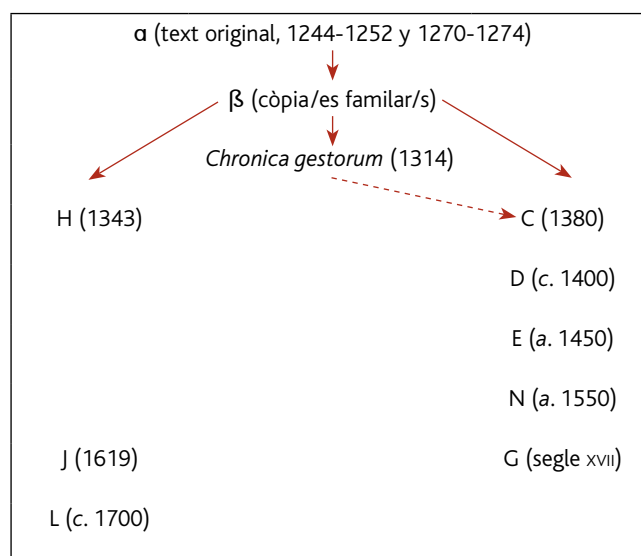 α (text original, 1244-1252 y 1270-1274)
β (còpia/es familar/s)
Chronica gestorum (1314)
H (1343) C (1380)
D (c. 1400)
E (a. 1450)
N (a. 1550)
J (1619) G (segle XVII)
L (c. 1700)